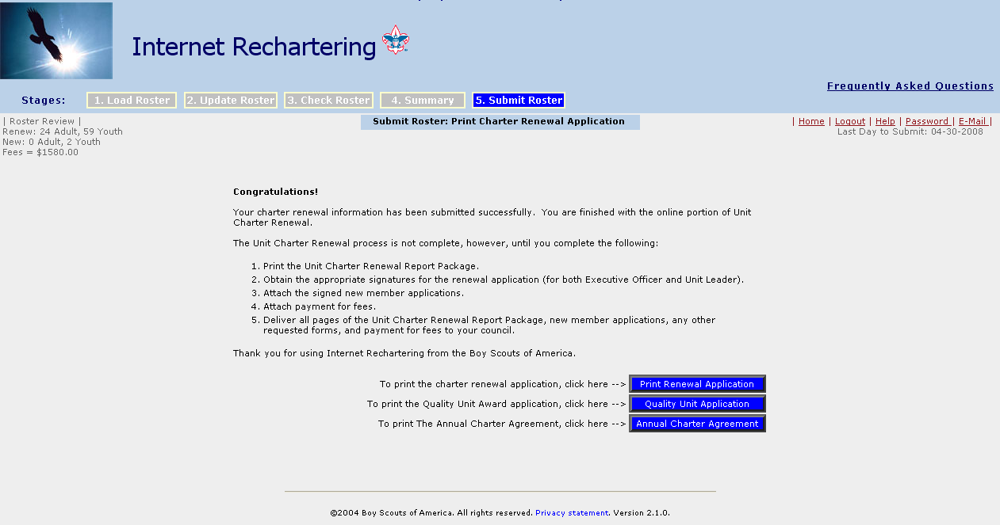 Internet Rechartering
Frequently Asked Questions
Stages: 1. Load Roster 2. Update Roster 3. Check Roster 4. Summary 5. Submit Roster
| Roster Review |
Renew: 24 Adult, 59 Youth
New: 0 Adult, 2 Youth
Fees = $1580.00
Submit Roster: Print Charter Renewal Application
| Home | Logout | Help | Password | E-Mail |
Last Day to Submit: 04-30-2008
Congratulations!
Your charter renewal information has been submitted successfully.  You are finished with the online portion of Unit
Charter Renewal.
The Unit Charter Renewal process is not complete, however, until you complete the following:
1. Print the Unit Charter Renewal Report Package.
2. Obtain the appropriate signatures for the renewal application (for both Executive Officer and Unit Leader).
3. Attach the signed new member applications.
4. Attach payment for fees.
5. Deliver all pages of the Unit Charter Renewal Report Package, new member applications, any other
requested forms, and payment for fees to your council.
Thank you for using Internet Rechartering from the Boy Scouts of America.
To print the charter renewal application, click here --> Print Renewal Application
To print the Quality Unit Award application, click here --> Quality Unit Application
To print The Annual Charter Agreement, click here --> Annual Charter Agreement
©2004 Boy Scouts of America. All rights reserved. Privacy statement. Version 2.1.0.